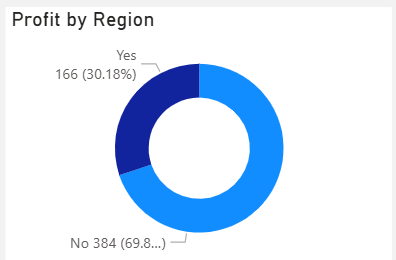 Profit by Region
Yes
166 (30.18%)
No 384 (69.8...)